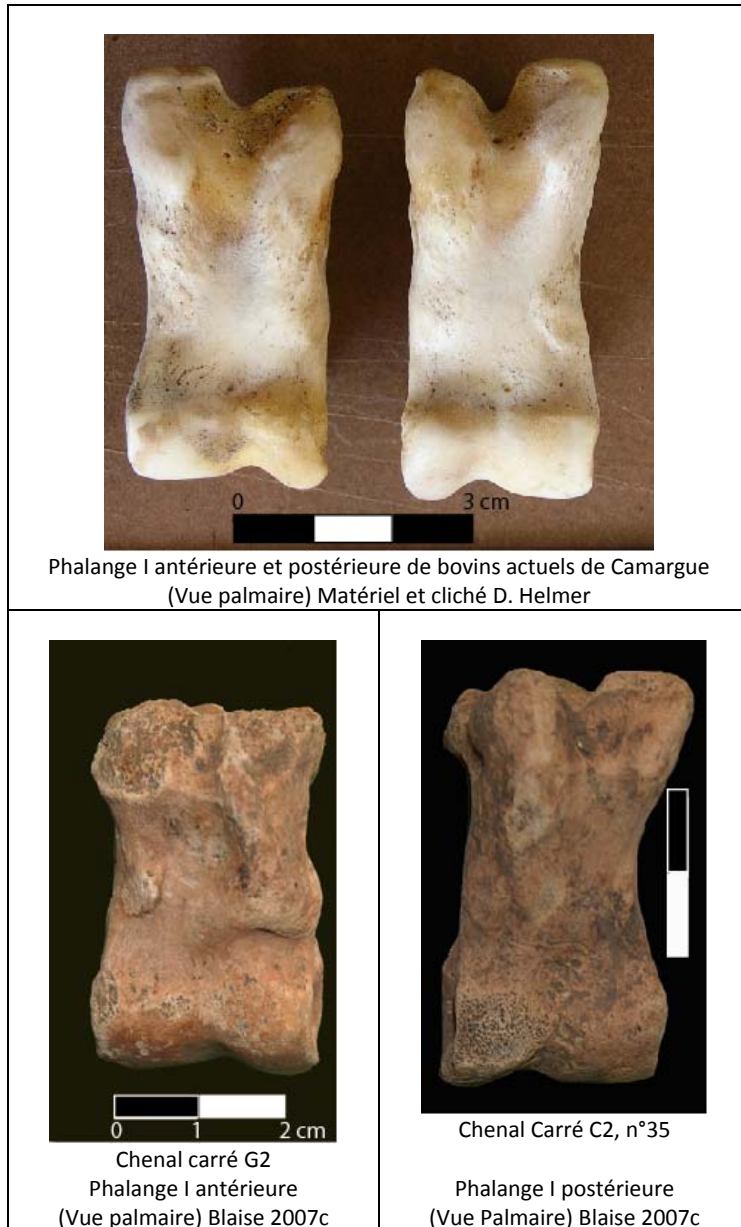 0 3 cm
Phalange I antérieure et postérieure de bovins actuels de Camargue
(Vue palmaire) Matériel et cliché D. Helmer
0 1 2 cm
Chenal carré G2
Phalange I antérieure
(Vue palmaire) Blaise 2007c
Chenal Carré C2, n°35
Phalange I postérieure
(Vue Palmaire) Blaise 2007c